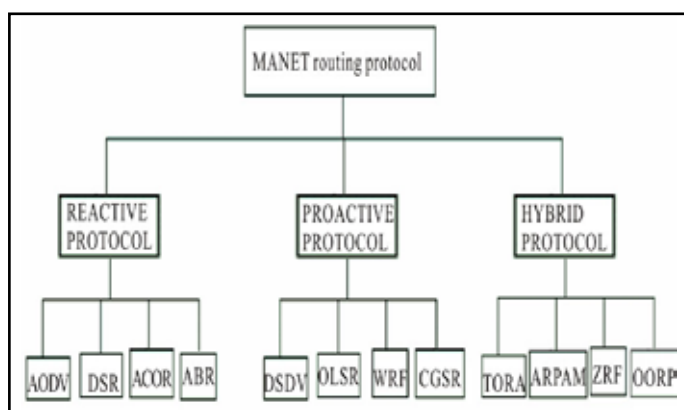 MANET routing protocol
REACTIVE
PROTOCOL
PROACTIVE
PROTOCOL
HYBRID
PROTOCOL
AODV
DSR
ACOR
ABR
DSDV
OLSR
WRF
CGSR
TORA
ARPAM
ZRF
OORP